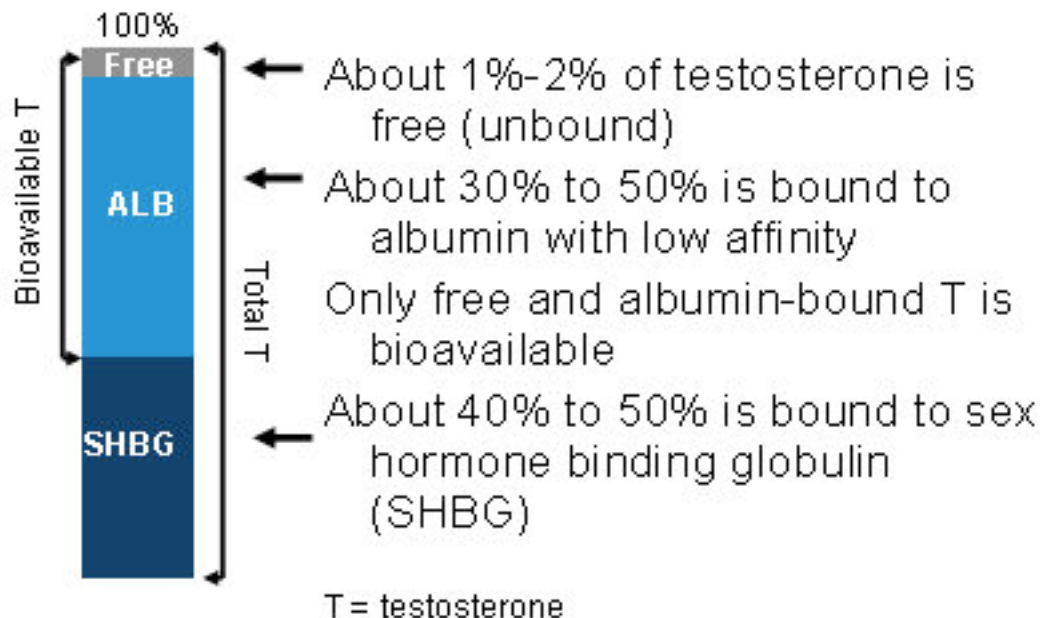 100%
Free
ALB
SHBG
Bioavailable T
Total T
About 1%-2% of testosterone is
free (unbound)
About 30% to 50% is bound to
albumin with low affinity
Only free and albumin-bound T is
bioavailable
About 40% to 50% is bound to sex
hormone binding globulin
(SHBG)
T = testosterone